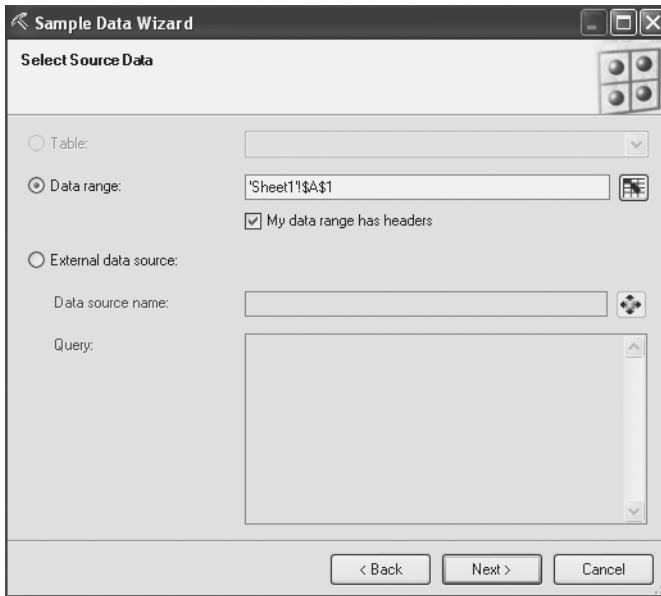 Sample Data Wizard
Select Source Data
Table:
Data range:
'Sheet1'!$A$1
My data range has headers
External data source:
Data source name:
Query:
< Back
Next >
Cancel